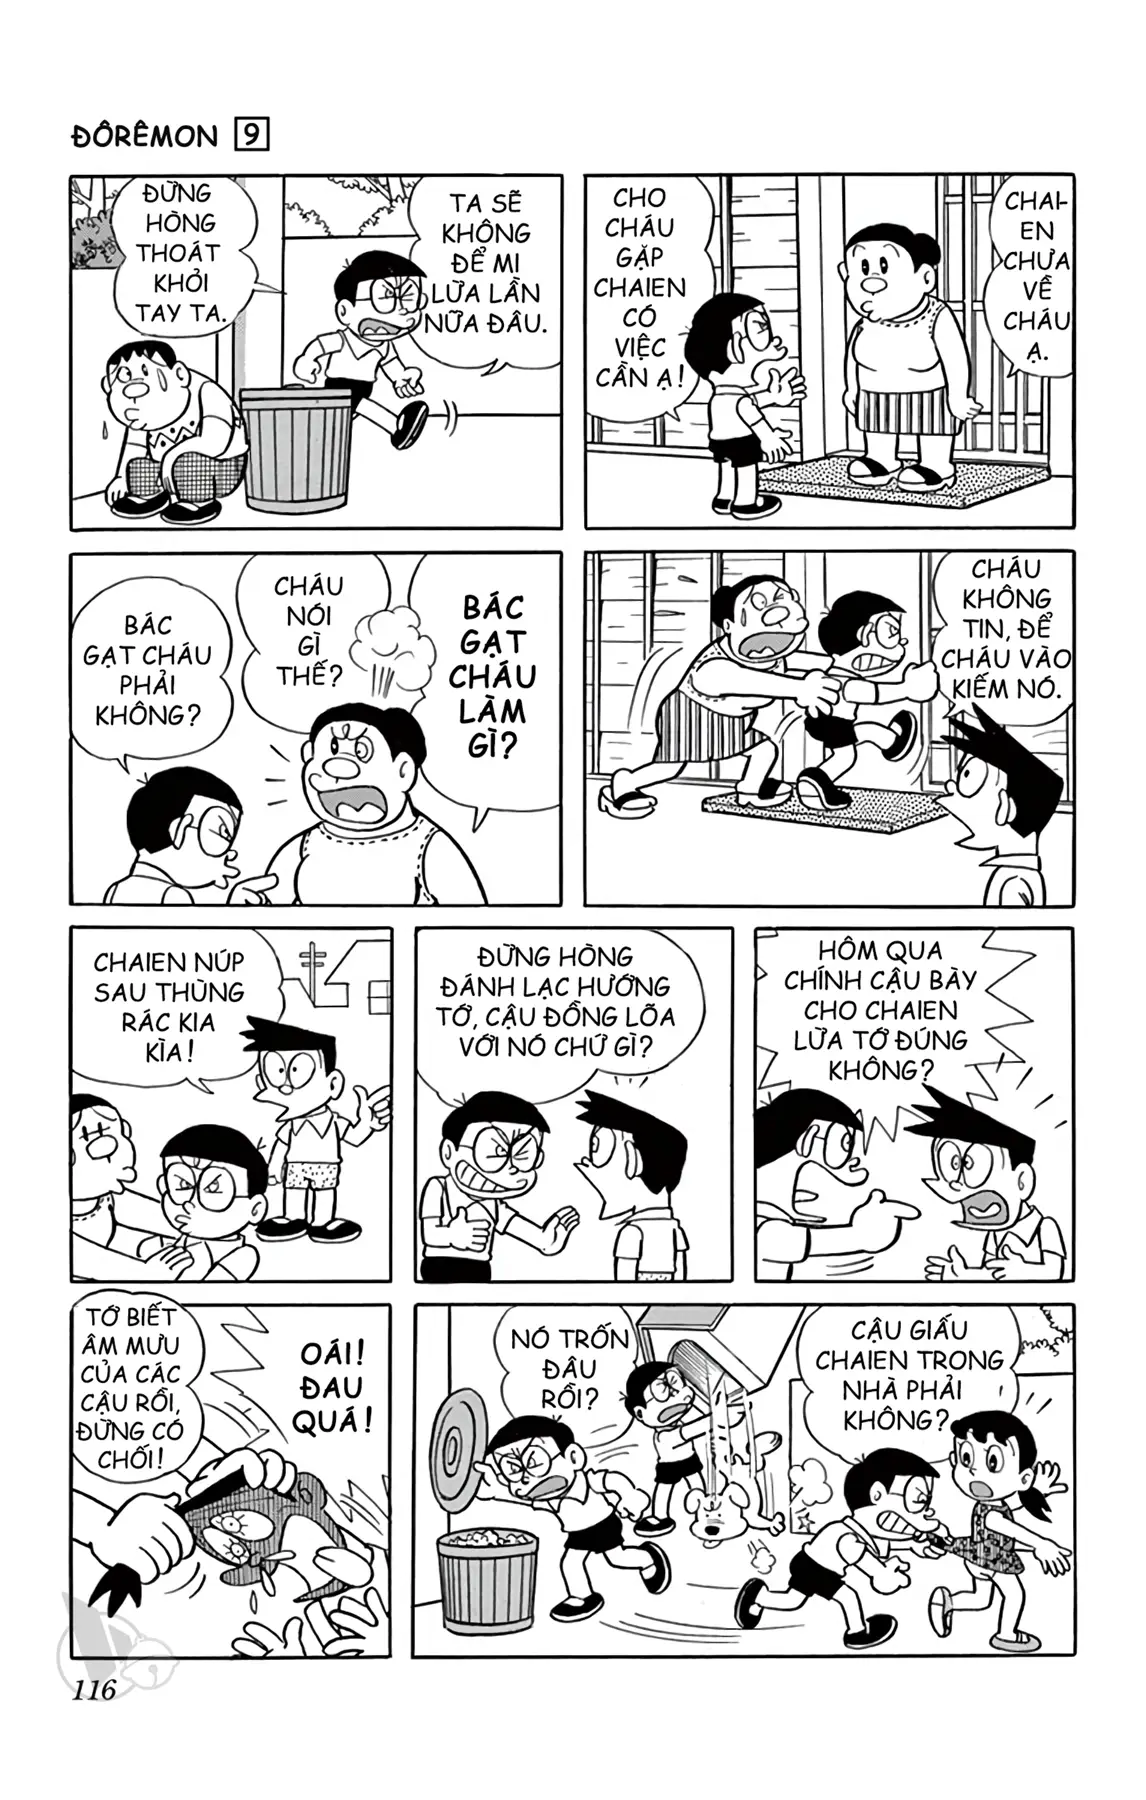 ĐÔRÊMON 9
ĐỪNG
HÒNG
THOÁT
KHỎI
TAY TA.
TA SẼ
KHÔNG
ĐỂ MI
LỪA LẦN
NỮA ĐÂU.
CHO
CHÁU
GẶP
CHAIEN
CÓ
VIỆC
CẦN Ạ!
CHAI-
EN
CHƯA
VỀ
CHÁU
Ạ.
BÁC
GẠT CHÁU
PHẢI
KHÔNG?
CHÁU
NÓI
GÌ
THẾ?
BÁC
GẠT
CHÁU
LÀM
GÌ?
CHÁU
KHÔNG
TIN, ĐỂ
CHÁU VÀO
KIẾM NÓ.
CHAIEN NÚP
SAU THÙNG
RÁC KIA
KÌA!
ĐỪNG HÒNG
ĐÁNH LẠC HƯỚNG
TỚ, CẬU ĐỒNG LÕA
VỚI NÓ CHỨ GÌ?
HÔM QUA
CHÍNH CẬU BÀY
CHO CHAIEN
LỪA TỚ ĐÚNG
KHÔNG?
TỚ BIẾT
ÂM MƯU
CỦA CÁC
CẬU RỒI,
ĐỪNG CÓ
CHỐI!
OÁI!
ĐAU
QUÁ!
NÓ TRỐN
ĐÂU
RỒI?
CẬU GIẤU
CHAIEN TRONG
NHÀ PHẢI
KHÔNG?
116